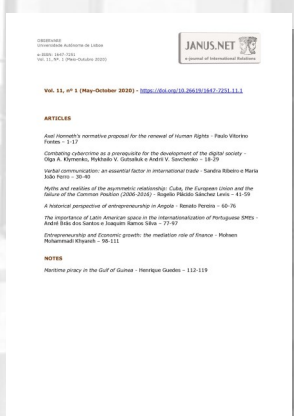 OBSERVARE
Universidade Autónoma de Lisboa
e-ISSN: 1647-7251
Vol. 11, Nº. 1 (May-October 2020)
JANUS.NET
e-journal of International Relations
Vol. 11, nº 1 (May-October 2020) - https://doi.org/10.26619/1647-7251.11.1
ARTICLES
Axel Honneth's normative proposal for the renewal of Human Rights - Paulo Vitorino
Fontes – 1-17
Combating cybercrime as a prerequisite for the development of the digital society -
Olga A. Klymenko, Mykhailo V. Gutsaliuk e Andrii V. Savchenko – 18-29
Verbal communication: an essential factor in international trade - Sandra Ribeiro e Maria
João Ferro – 30-40
Myths and realities of the asymmetric relationship: Cuba, the European Union and the
failure of the Common Position (2006-2016) - Rogelio Plácido Sánchez Levis – 41-59
A historical perspective of entrepreneurship in Angola - Renato Pereira – 60-76
The importance of Latin American space in the internationalization of Portuguese SMEs -
André Brás dos Santos e Joaquim Ramos Silva – 77-97
Entrepreneurship and Economic growth: the mediation role of finance - Mohsen
Mohammadi Khyareh – 98-111
NOTES
Maritime piracy in the Gulf of Guinea - Henrique Guedes – 112-119